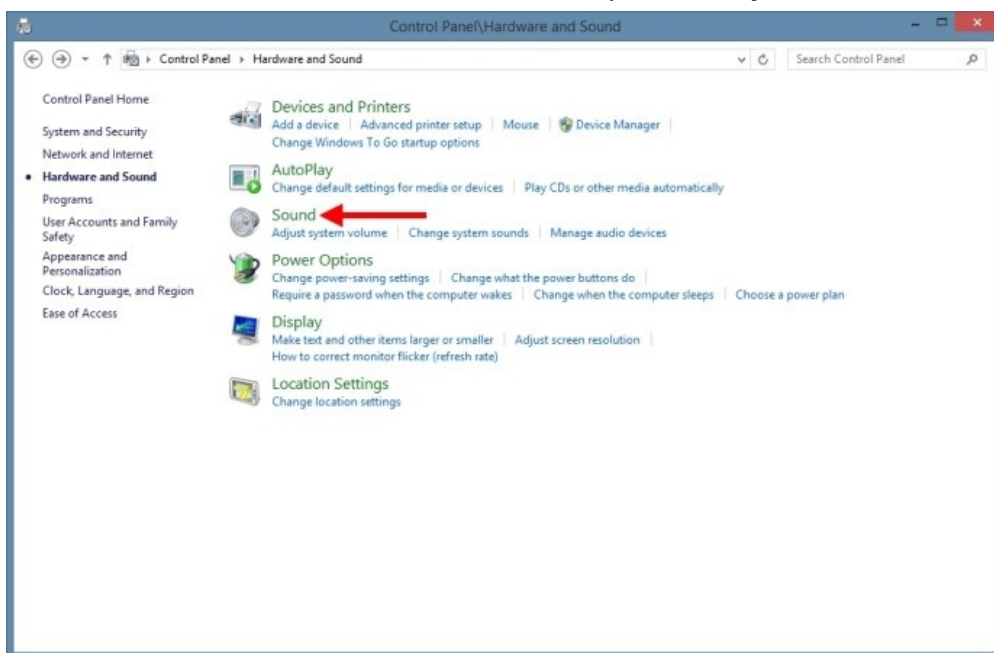 Control Panel\Hardware and Sound
Control Panel Hardware and Sound
Search Control Panel
Control Panel Home
System and Security
Network and Internet
Hardware and Sound
Programs
User Accounts and Family
Safety
Appearance and
Personalization
Clock, Language, and Region
Ease of Access
Devices and Printers
Add a device Advanced printer setup Mouse Device Manager
Change Windows To Go startup options
AutoPlay
Change default settings for media or devices Play CDs or other media automatically
Sound
Adjust system volume Change system sounds Manage audio devices
Power Options
Change power-saving settings Change what the power buttons do
Require a password when the computer wakes Change when the computer sleeps Choose a power plan
Display
Make text and other items larger or smaller Adjust screen resolution
How to correct monitor flicker (refresh rate)
Location Settings
Change location settings